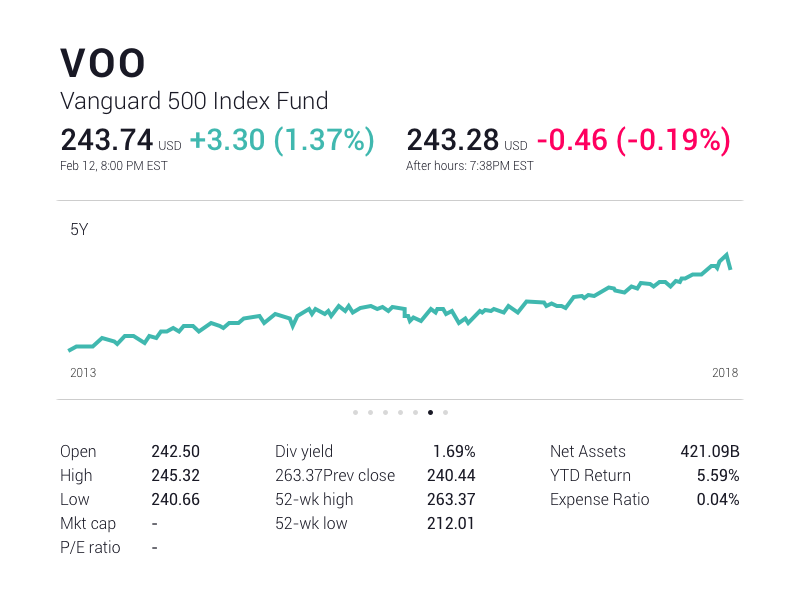 VOO
Vanguard 500 Index Fund
243.74 USD +3.30 (1.37%) 243.28 USD -0.46 (-0.19%)
Feb 12, 8:00 PM EST After hours: 7:38PM EST
5Y
2013 2018
Open 242.50 Div yield 1.69% Net Assets 421.09B
High 245.32 263.37Prev close 240.44 YTD Return 5.59%
Low 240.66 52-wk high 263.37 Expense Ratio 0.04%
Mkt cap - 52-wk low 212.01
P/E ratio -